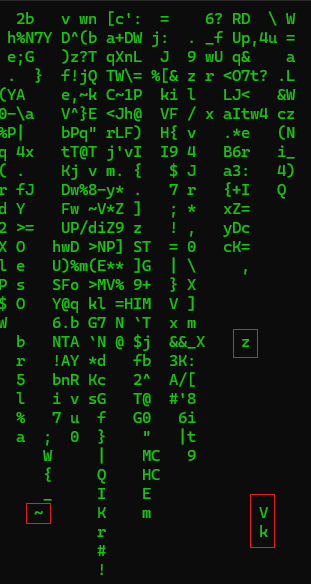 2b v wn [c': = 6? RD \ W
h%N7Y D^(b a+DW j: . _f Up,4u =
e;G )z?T qXnL J 9 wU q& a
. } f!jQ TW\= %[& z r <O7t? .L
(YA e,~k C~1P ki l LJ< &W
0-\a V^}E <Jh@ VF / x aItw4 cz
%P| bPq" rLF) H{ v .*e (N
q 4x tT@T j'vI I9 4 B6r i_
( . Kj v m. { $ J a3: 4)
r fJ Dw%8-y* . 7 r {+I Q
d Y Fw ~V*Z ] ; * xZ=
2 >= UP/diZ9 z ! , yDc
X O hwD >NP] ST = 0 cK=
l e U)%m(E** ]G | \ ,
P s SFo >MV% 9+ } X
$ O Y@q kl =HIM V ]
W 6.b G7 N `T x m
b NTA `N @ $j &&_X z
r !AY *d fb 3K:
5 bnR Kc 2^ A/[
l i v sG T@ #'8
% 7 u f G0 6i
a ; 0 } " |t
W | MC 9
{ Q HC
_ I E
~ K m V
r k
#
!